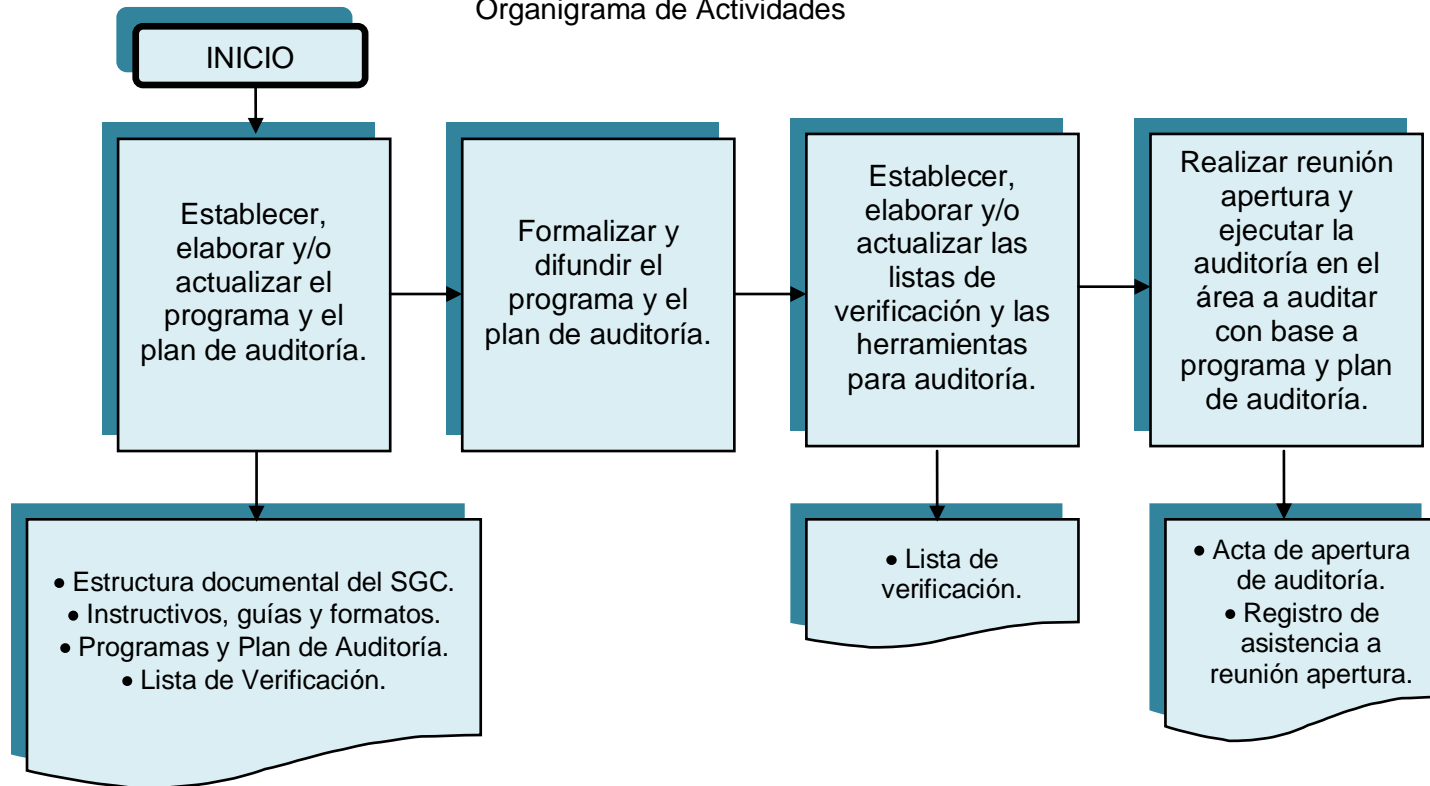 Organigrama de Actividades
INICIO
Establecer,
elaborar y/o
actualizar el
programa y el
plan de auditoría.
Formalizar y
difundir el
programa y el
plan de auditoría.
Establecer,
elaborar y/o
actualizar las
listas de
verificación y las
herramientas
para auditoría.
Realizar reunión
apertura y
ejecutar la
auditoría en el
área a auditar
con base a
programa y plan
de auditoría.
• Estructura documental del SGC.
• Instructivos, guías y formatos.
• Programas y Plan de Auditoría.
• Lista de Verificación.
• Lista de
verificación.
• Acta de apertura
de auditoría.
• Registro de
asistencia a
reunión apertura.